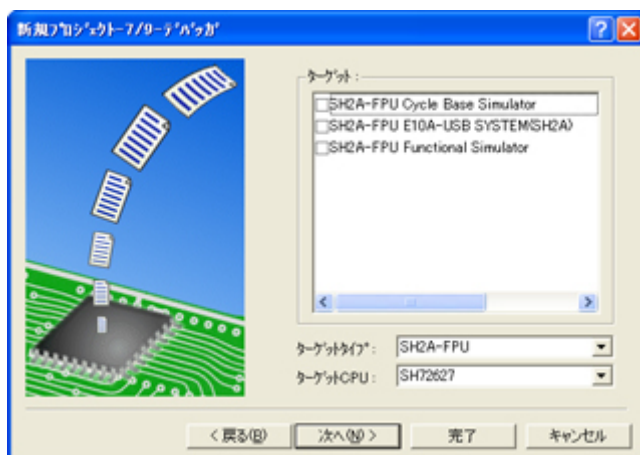 新規ﾌﾟﾛｼﾞｪｸﾄ-7/9-ﾃﾞﾊﾞｯｶﾞ
ﾀｰｹﾞｯﾄ :
SH2A-FPU Cycle Base Simulator
SH2A-FPU E10A-USB SYSTEM(SH2A)
SH2A-FPU Functional Simulator
ﾀｰｹﾞｯﾄﾀｲﾌﾟ : SH2A-FPU
ﾀｰｹﾞｯﾄCPU : SH72627
< 戻る(B) 次へ(N) > 完了 キャンセル